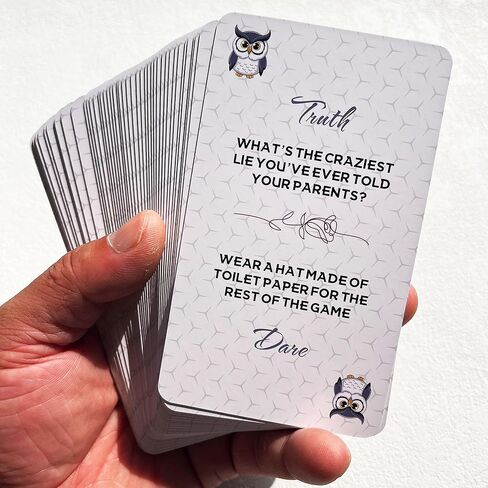 Truth
WHAT'S THE CRAZIEST
LIE YOU'VE EVER TOLD
YOUR PARENTS?
WEAR A HAT MADE OF
TOILET PAPER FOR THE
REST OF THE GAME
Dare